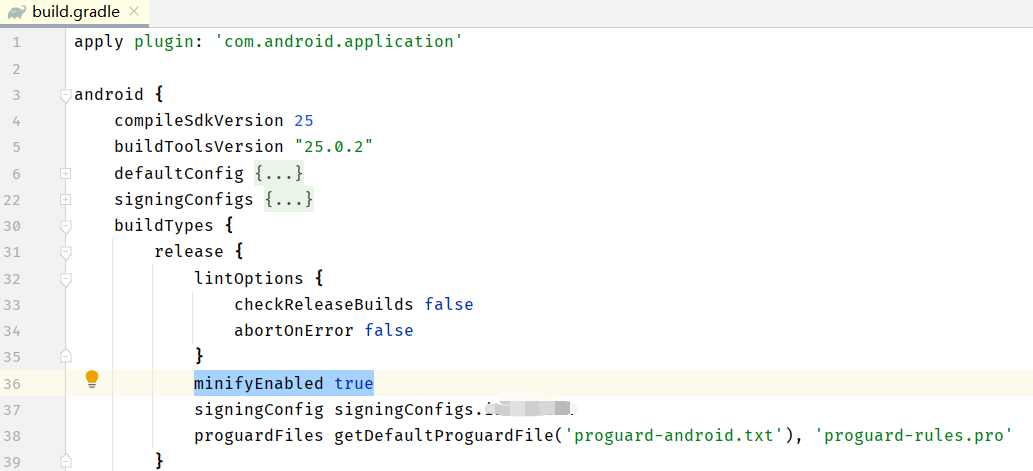 build.gradle
1 apply plugin: 'com.android.application'
2
3 android {
4 compileSdkVersion 25
5 buildToolsVersion "25.0.2"
6 defaultConfig {...}
22 signingConfigs {...}
30 buildTypes {
31 release {
32 lintOptions {
33 checkReleaseBuilds false
34 abortOnError false
35 }
36 minifyEnabled true
37 signingConfig signingConfigs.
38 proguardFiles getDefaultProguardFile('proguard-android.txt'), 'proguard-rules.pro'
39 }